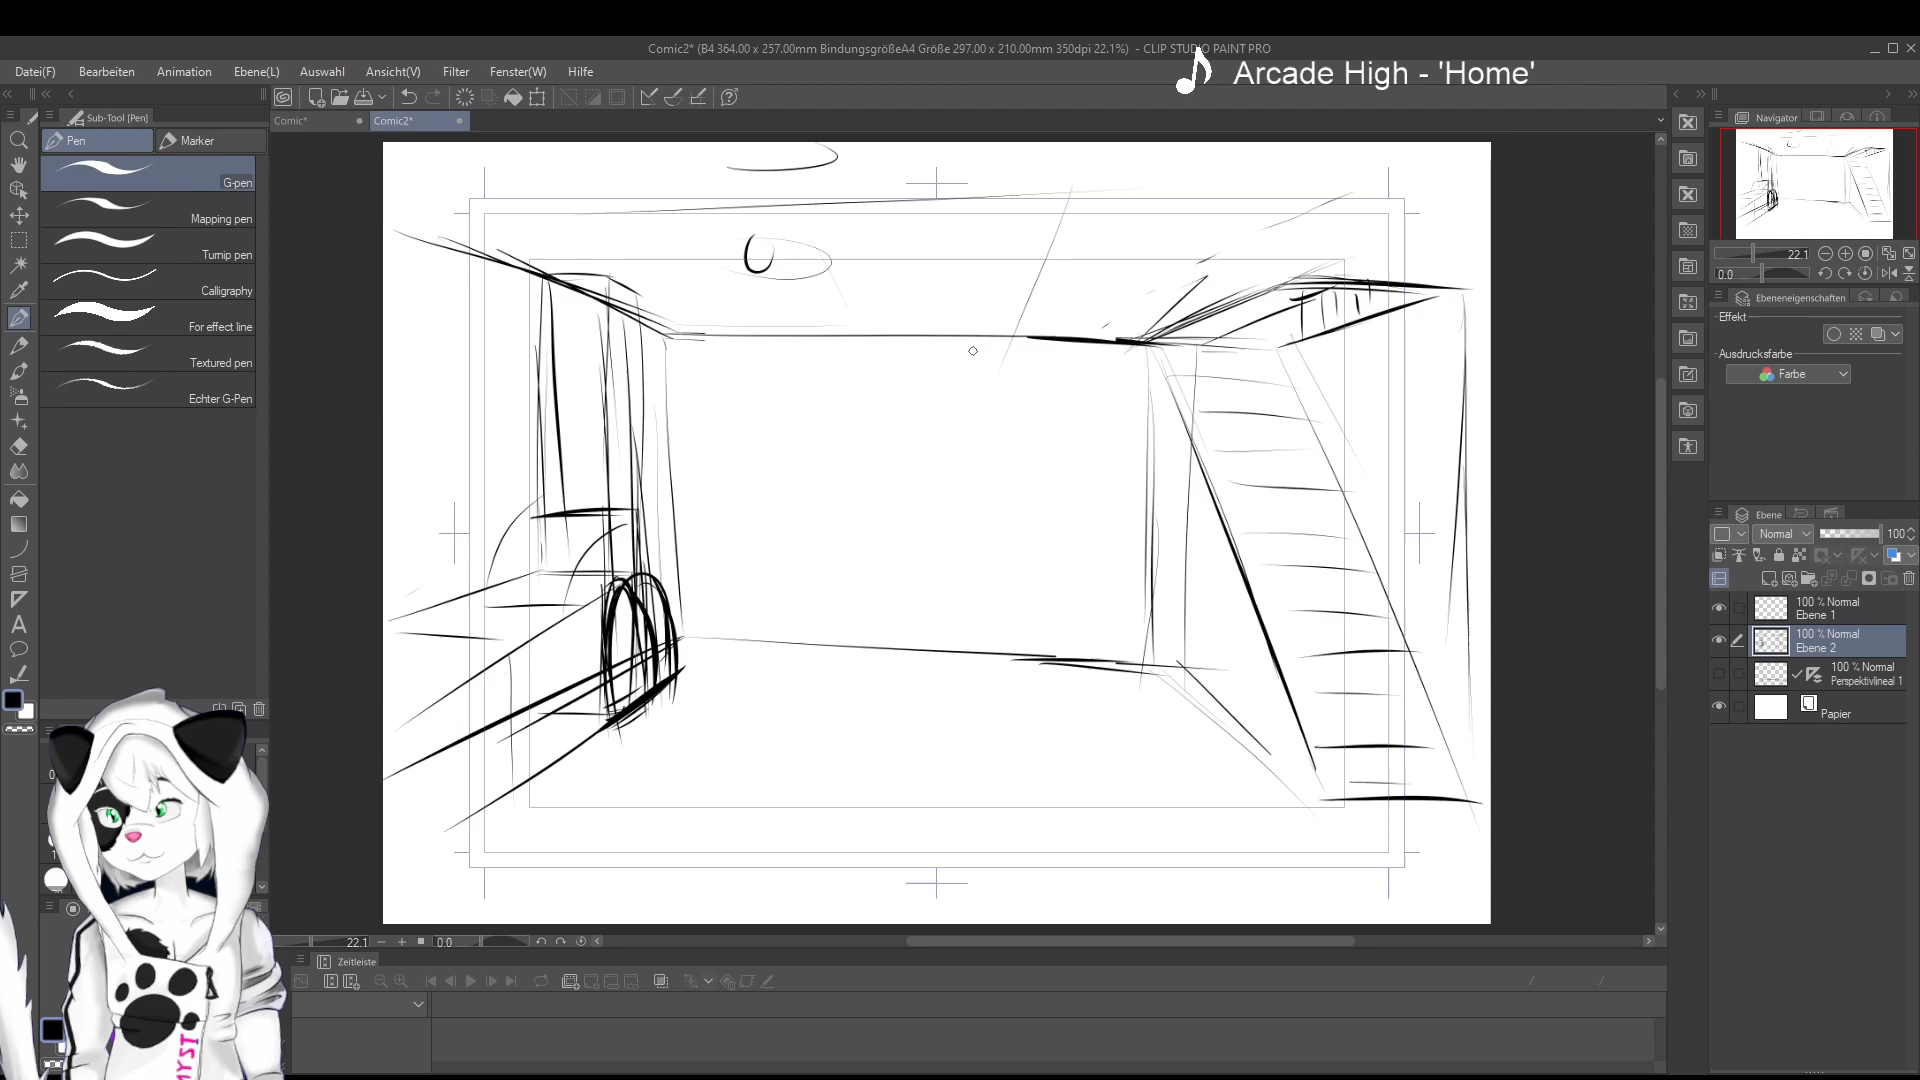 Comic2* (B4 364.00 x 257.00mm BindungsgrößeA4 Größe 297.00 x 210.00mm 350dpi 22.1%) - CLIP STUDIO PAINT PRO
Arcade High - 'Home'
Datei(F) Bearbeiten Animation Ebene(L) Auswahl Ansicht(V) Filter Fenster(W) Hilfe
Sub-Tool [Pen]
Comic* Comic2*
Pen Marker
G-pen
Mapping pen
Turnip pen
Calligraphy
For effect line
Textured pen
Echter G-Pen
Navigator
22.1
0.0
Ebeneneigenschaften
Effekt
Ausdrucksfarbe
Farbe
Ebene
Normal 100
100 % Normal
Ebene 1
100 % Normal
Ebene 2
100 % Normal
Perspektivlineal 1
Papier
22.1 0.0
Zeitleiste
MYST